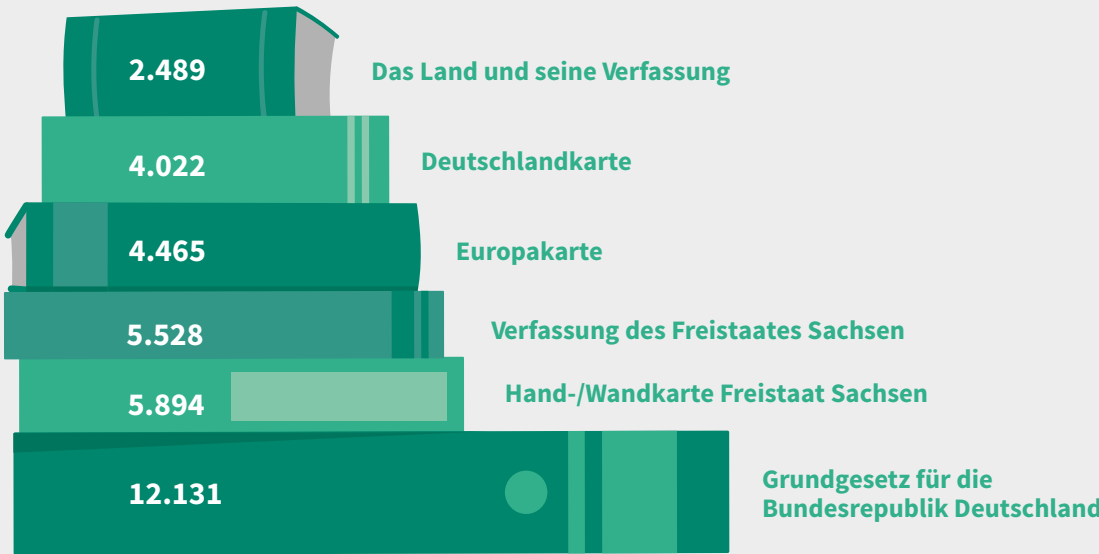 2.489 Das Land und seine Verfassung
4.022 Deutschlandkarte
4.465 Europakarte
5.528 Verfassung des Freistaates Sachsen
5.894 Hand-/Wandkarte Freistaat Sachsen
12.131 Grundgesetz für die
Bundesrepublik Deutschland